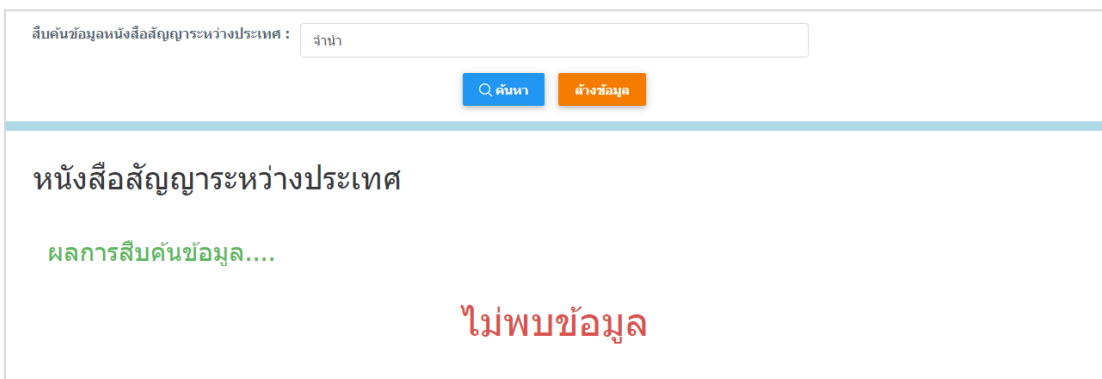 สืบค้นข้อมูลหนังสือสัญญาระหว่างประเทศ :
จำนำ
ค้นหา
ล้างข้อมูล
หนังสือสัญญาระหว่างประเทศ
ผลการสืบค้นข้อมูล....
ไม่พบข้อมูล